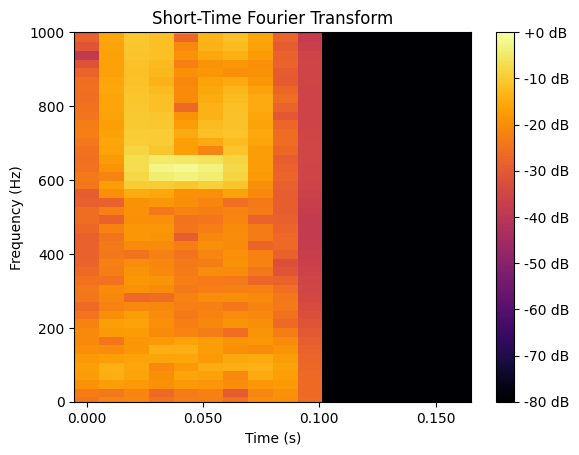 Short-Time Fourier Transform
1000
800
600
400
200
0
Frequency (Hz)
0.000
0.050
0.100
0.150
Time (s)
+0 dB
-10 dB
-20 dB
-30 dB
-40 dB
-50 dB
-60 dB
-70 dB
-80 dB